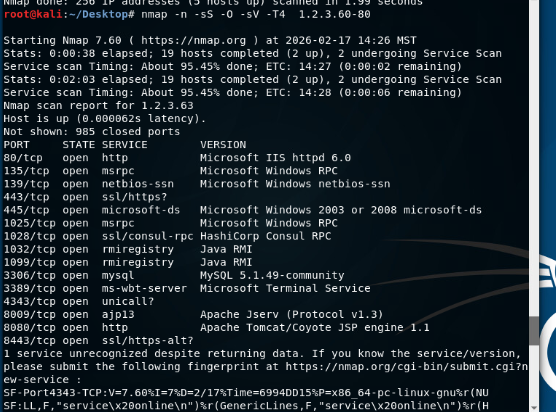 Nmap done: 256 IP addresses (5 hosts up) scanned in 1.99 seconds
root@kali:~/Desktop# nmap -n -sS -O -sV -T4  1.2.3.60-80
Starting Nmap 7.60 ( https://nmap.org ) at 2026-02-17 14:26 MST
Stats: 0:00:38 elapsed; 19 hosts completed (2 up), 2 undergoing Service Scan
Service scan Timing: About 95.45% done; ETC: 14:27 (0:00:02 remaining)
Stats: 0:02:03 elapsed; 19 hosts completed (2 up), 2 undergoing Service Scan
Service scan Timing: About 95.45% done; ETC: 14:28 (0:00:06 remaining)
Nmap scan report for 1.2.3.63
Host is up (0.000062s latency).
Not shown: 985 closed ports
PORT     STATE SERVICE       VERSION
80/tcp   open  http          Microsoft IIS httpd 6.0
135/tcp  open  msrpc         Microsoft Windows RPC
139/tcp  open  netbios-ssn   Microsoft Windows netbios-ssn
443/tcp  open  ssl/https?
445/tcp  open  microsoft-ds  Microsoft Windows 2003 or 2008 microsoft-ds
1025/tcp open  msrpc         Microsoft Windows RPC
1028/tcp open  ssl/consul-rpc HashiCorp Consul RPC
1032/tcp open  rmiregistry   Java RMI
1099/tcp open  rmiregistry   Java RMI
3306/tcp open  mysql         MySQL 5.1.49-community
3389/tcp open  ms-wbt-server Microsoft Terminal Service
4343/tcp open  unicall?
8009/tcp open  ajp13         Apache Jserv (Protocol v1.3)
8080/tcp open  http          Apache Tomcat/Coyote JSP engine 1.1
8443/tcp open  ssl/https-alt?
1 service unrecognized despite returning data. If you know the service/version,
please submit the following fingerprint at https://nmap.org/cgi-bin/submit.cgi?n
ew-service :
SF-Port4343-TCP:V=7.60%I=7%D=2/17%Time=6994DD15%P=x86_64-pc-linux-gnu%r(NU
SF:LL,F,"service\x20online\n")%r(GenericLines,F,"service\x20online\n")%r(H